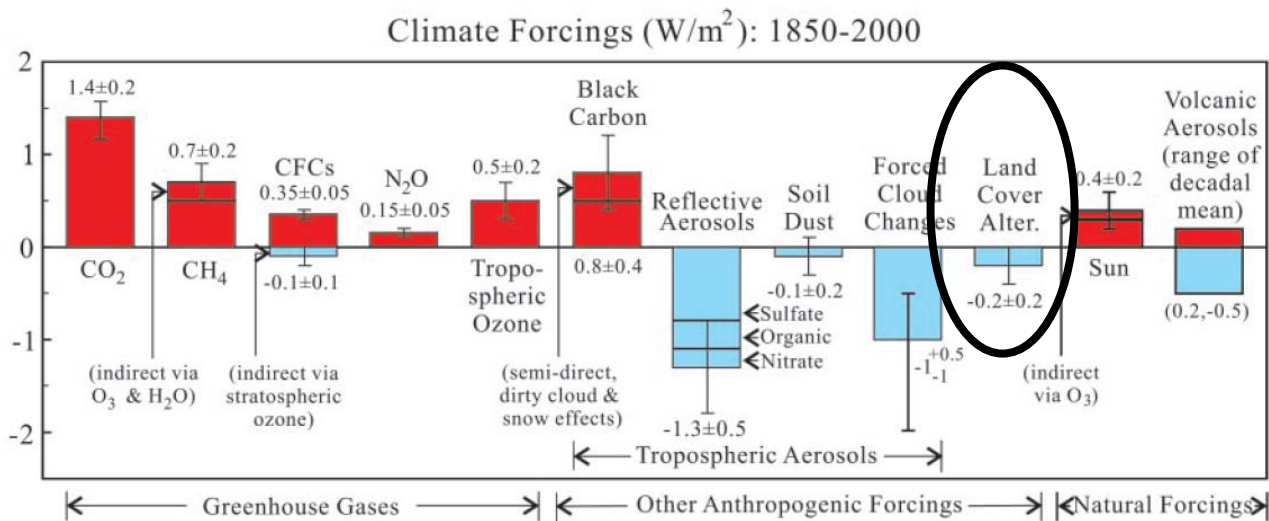 Climate Forcings (W/m²): 1850-2000
2
1
0
-1
-2
1.4±0.2
CO₂
0.7±0.2
CH₄
(indirect via
O₃ & H₂O)
CFCs
0.35±0.05
-0.1±0.1
(indirect via
stratospheric
ozone)
N₂O
0.15±0.05
0.5±0.2
Tropo-
spheric
Ozone
Black
Carbon
0.8±0.4
(semi-direct,
dirty cloud &
snow effects)
Reflective
Aerosols
Sulfate
Organic
Nitrate
-1.3±0.5
Soil
Dust
-0.1±0.2
Forced
Cloud
Changes
-1+0.5
-1
Land
Cover
Alter.
-0.2±0.2
0.4±0.2
Sun
(indirect
via O₃)
Volcanic
Aerosols
(range of
decadal
mean)
(0.2,-0.5)
Tropospheric Aerosols
Greenhouse Gases
Other Anthropogenic Forcings
Natural Forcings